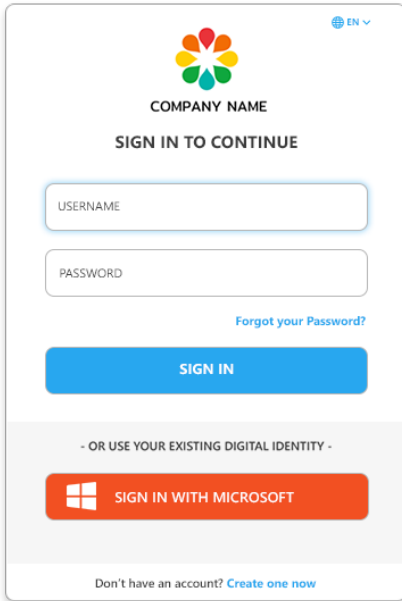 EN
COMPANY NAME
SIGN IN TO CONTINUE
USERNAME
PASSWORD
Forgot your Password?
SIGN IN
- OR USE YOUR EXISTING DIGITAL IDENTITY -
SIGN IN WITH MICROSOFT
Don't have an account? Create one now